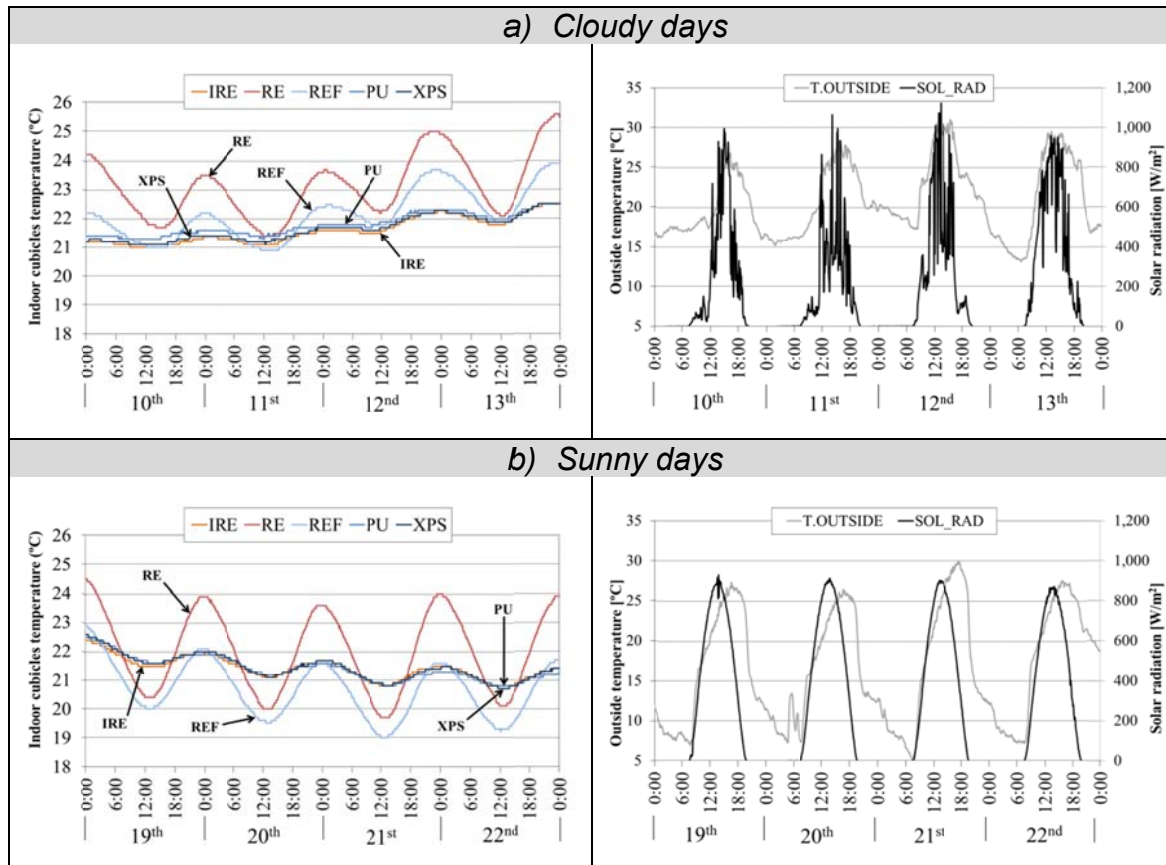 a) Cloudy days
IRE RE REF PU XPS
Indoor cubicles temperature (°C)
26
25
24
23
22
21
20
19
18
RE
XPS
REF
PU
IRE
0:00 6:00 12:00 18:00 0:00 6:00 12:00 18:00 0:00 6:00 12:00 18:00 0:00 6:00 12:00 18:00 0:00
10th 11st 12nd 13th
T.OUTSIDE SOL_RAD
Outside temperature [°C]
35
30
25
20
15
10
5
1,200
1,000
800
600
400
200
0
Solar radiation [W/m²]
0:00 6:00 12:00 18:00 0:00 6:00 12:00 18:00 0:00 6:00 12:00 18:00 0:00 6:00 12:00 18:00 0:00
10th 11st 12nd 13th
b) Sunny days
IRE RE REF PU XPS
Indoor cubicles temperature (°C)
26
25
24
23
22
21
20
19
18
RE
IRE
REF
PU
XPS
0:00 6:00 12:00 18:00 0:00 6:00 12:00 18:00 0:00 6:00 12:00 18:00 0:00 6:00 12:00 18:00 0:00
19th 20th 21st 22nd
T.OUTSIDE SOL_RAD
Outside temperature [°C]
35
30
25
20
15
10
5
1,200
1,000
800
600
400
200
0
Solar radiation [W/m²]
0:00 6:00 12:00 18:00 0:00 6:00 12:00 18:00 0:00 6:00 12:00 18:00 0:00 6:00 12:00 18:00 0:00
19th 20th 21st 22nd